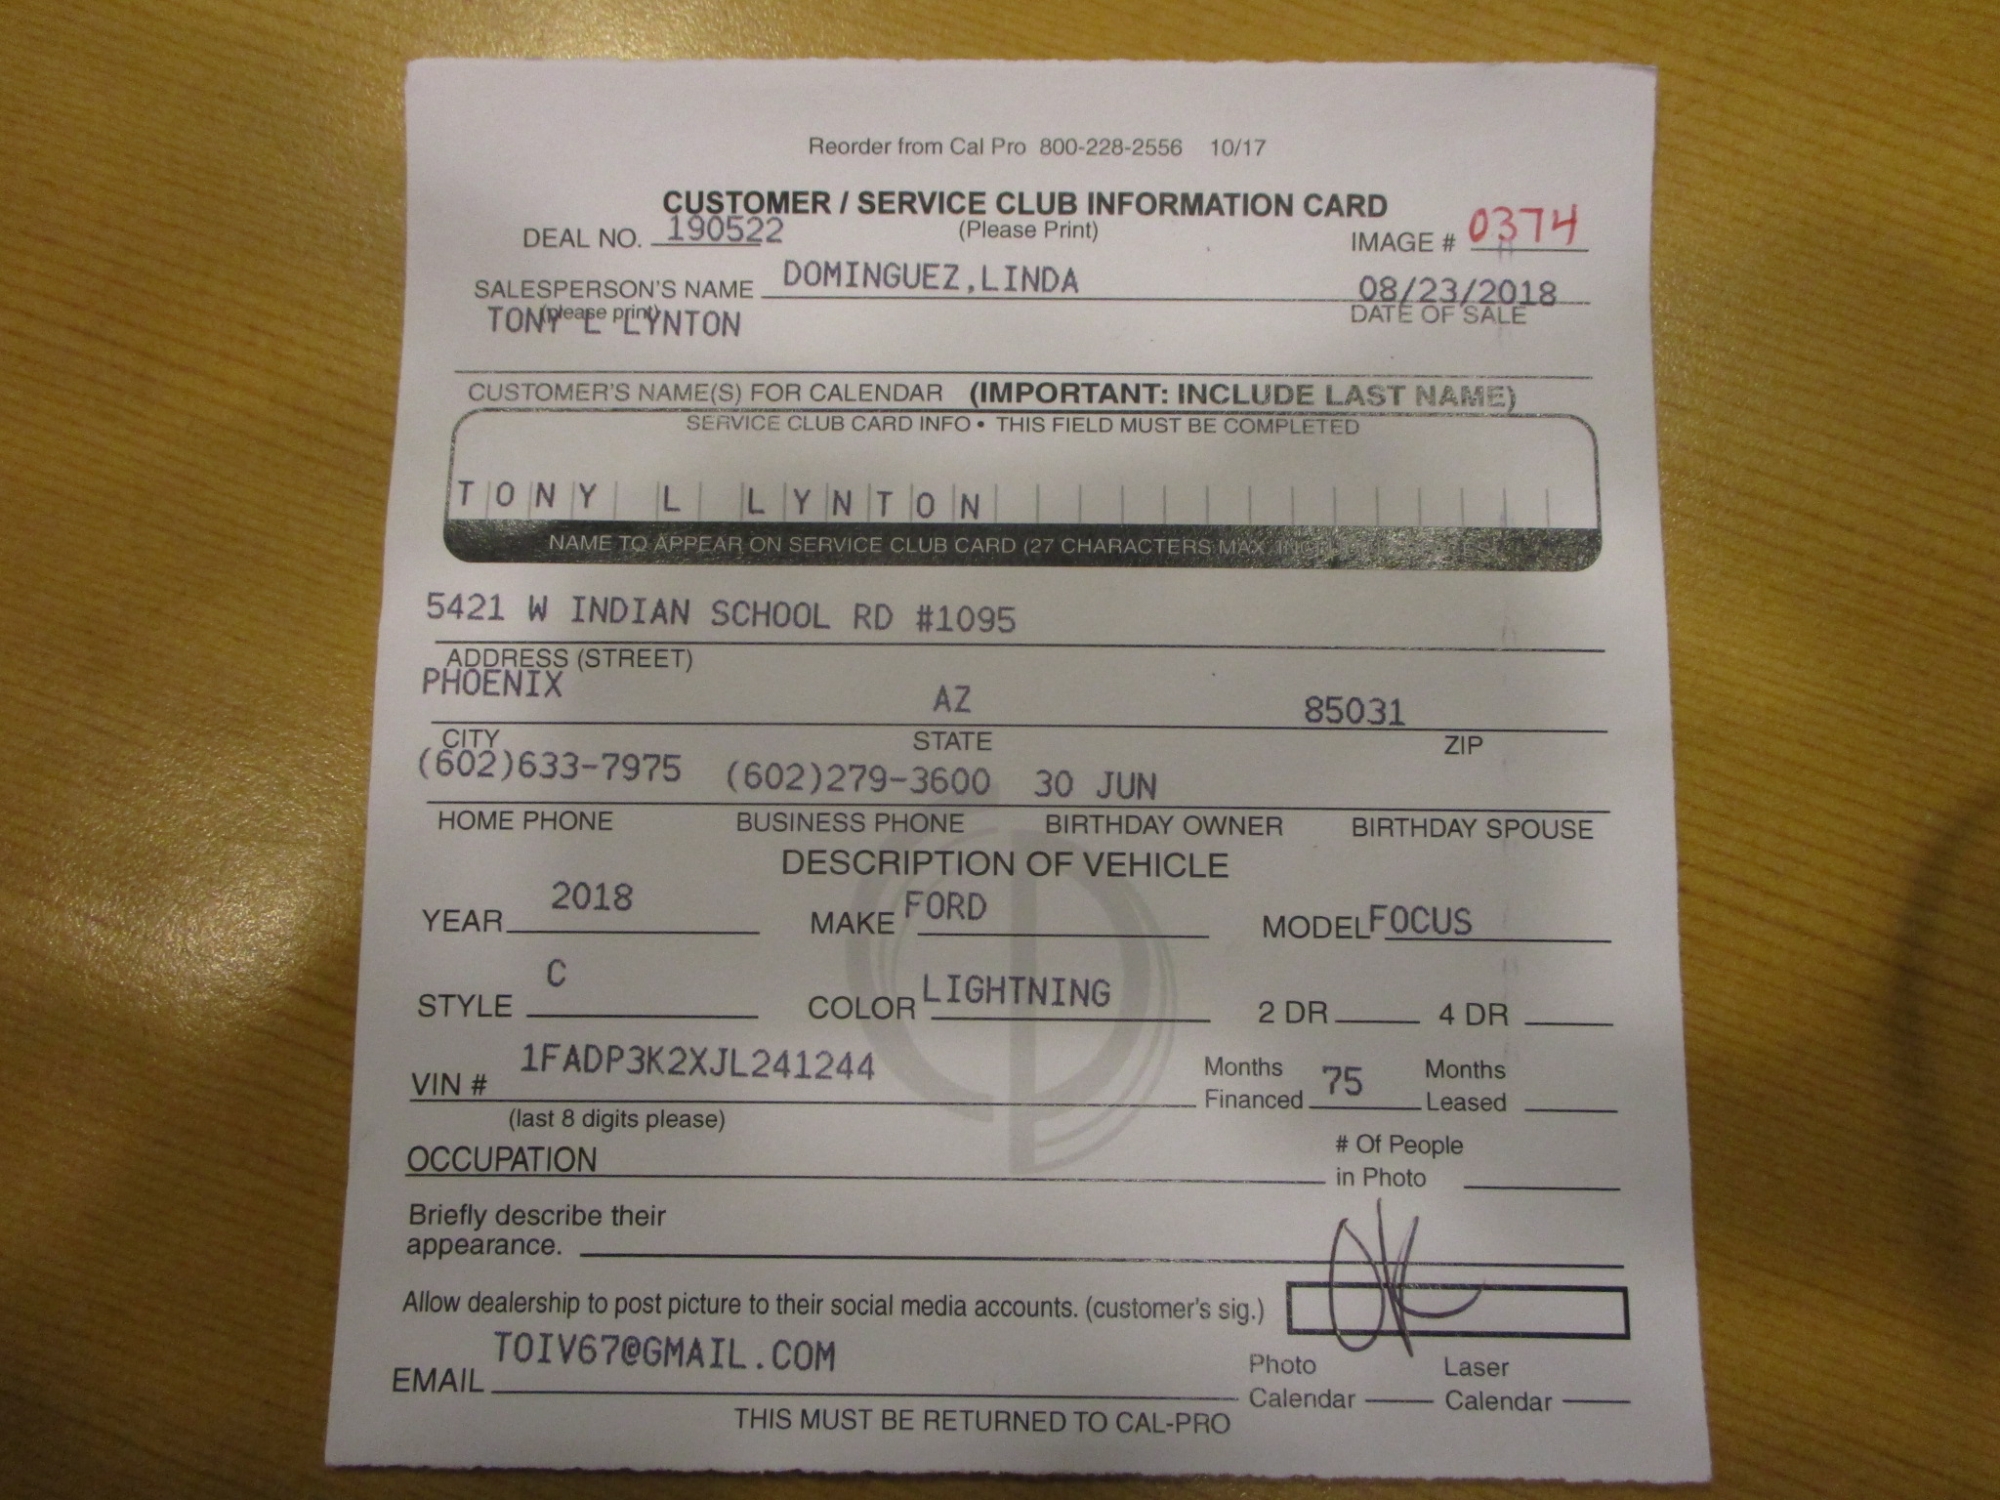 Reorder from Cal Pro 800-228-2556 10/17
CUSTOMER / SERVICE CLUB INFORMATION CARD
DEAL NO. 190522 (Please Print) IMAGE # 0374
SALESPERSON'S NAME DOMINGUEZ,LINDA 08/23/2018
(please print) DATE OF SALE
TONY L LYNTON
CUSTOMER'S NAME(S) FOR CALENDAR (IMPORTANT: INCLUDE LAST NAME)
SERVICE CLUB CARD INFO • THIS FIELD MUST BE COMPLETED
TONY L LYNTON
NAME TO APPEAR ON SERVICE CLUB CARD (27 CHARACTERS MAX.
5421 W INDIAN SCHOOL RD #1095
ADDRESS (STREET)
PHOENIX AZ 85031
CITY STATE ZIP
(602)633-7975 (602)279-3600 30 JUN
HOME PHONE BUSINESS PHONE BIRTHDAY OWNER BIRTHDAY SPOUSE
DESCRIPTION OF VEHICLE
YEAR 2018 MAKE FORD MODEL FOCUS
STYLE C COLOR LIGHTNING 2 DR 4 DR
VIN # 1FADP3K2XJL241244 Months Financed 75 Months Leased
(last 8 digits please)
OCCUPATION # Of People in Photo
Briefly describe their
appearance.
Allow dealership to post picture to their social media accounts. (customer's sig.)
EMAIL TOIV67@GMAIL.COM Photo Calendar Laser Calendar
THIS MUST BE RETURNED TO CAL-PRO